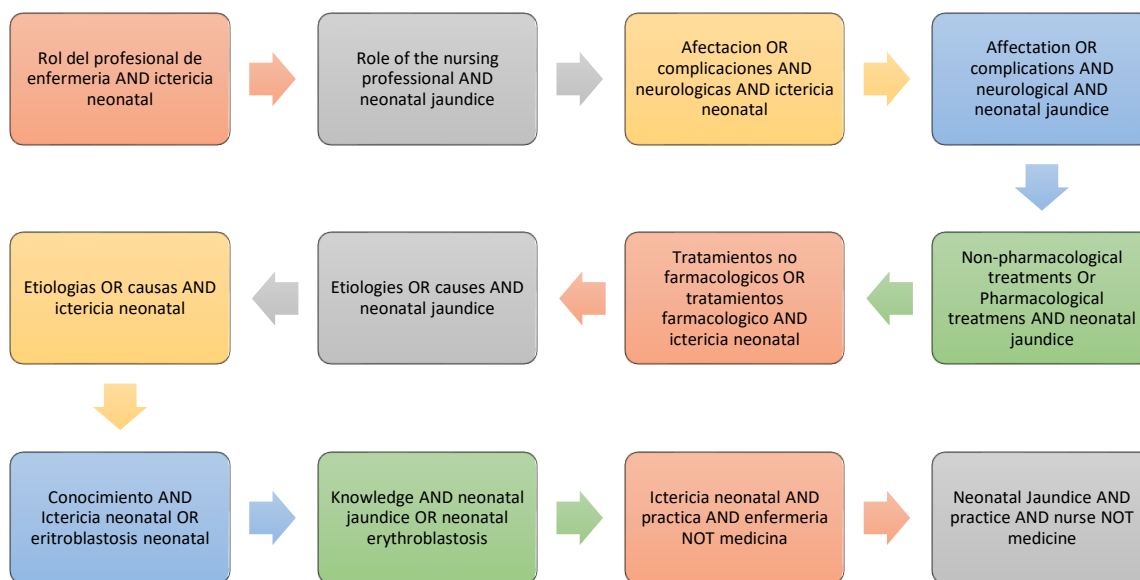 Rol del profesional de
enfermeria AND ictericia
neonatal
Role of the nursing
professional AND
neonatal jaundice
Afectacion OR
complicaciones AND
neurologicas AND ictericia
neonatal
Affectation OR
complications AND
neurological AND
neonatal jaundice
Non-pharmacological
treatments Or
Pharmacological
treatmens AND neonatal
jaundice
Tratamientos no
farmacologicos OR
tratamientos
farmacologico AND
ictericia neonatal
Etiologies OR causes AND
neonatal jaundice
Etiologias OR causas AND
ictericia neonatal
Conocimiento AND
Ictericia neonatal OR
eritroblastosis neonatal
Knowledge AND neonatal
jaundice OR neonatal
erythroblastosis
Ictericia neonatal AND
practica AND enfermeria
NOT medicina
Neonatal Jaundice AND
practice AND nurse NOT
medicine